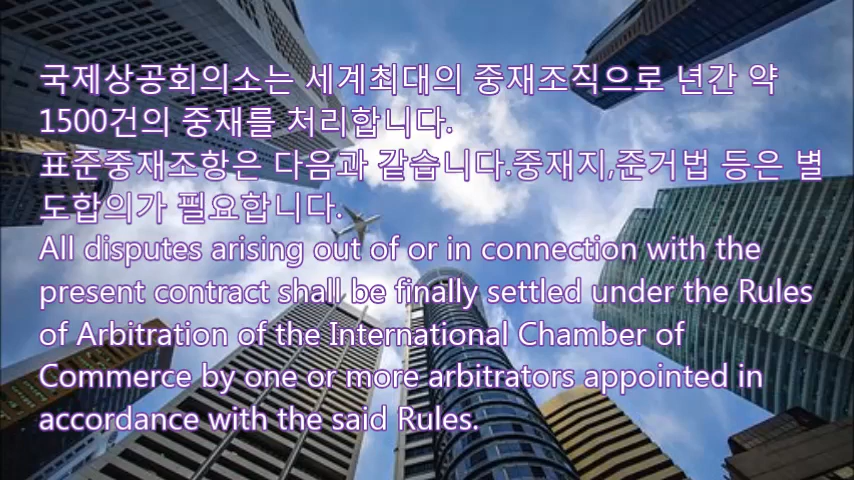 국제상공회의소는 세계최대의 중재조직으로 년간 약
1500건의 중재를 처리합니다.
표준중재조항은 다음과 같습니다.중재지,준거법 등은 별
도합의가 필요합니다.
All disputes arising out of or in connection with the
present contract shall be finally settled under the Rules
of Arbitration of the International Chamber of
Commerce by one or more arbitrators appointed in
accordance with the said Rules.